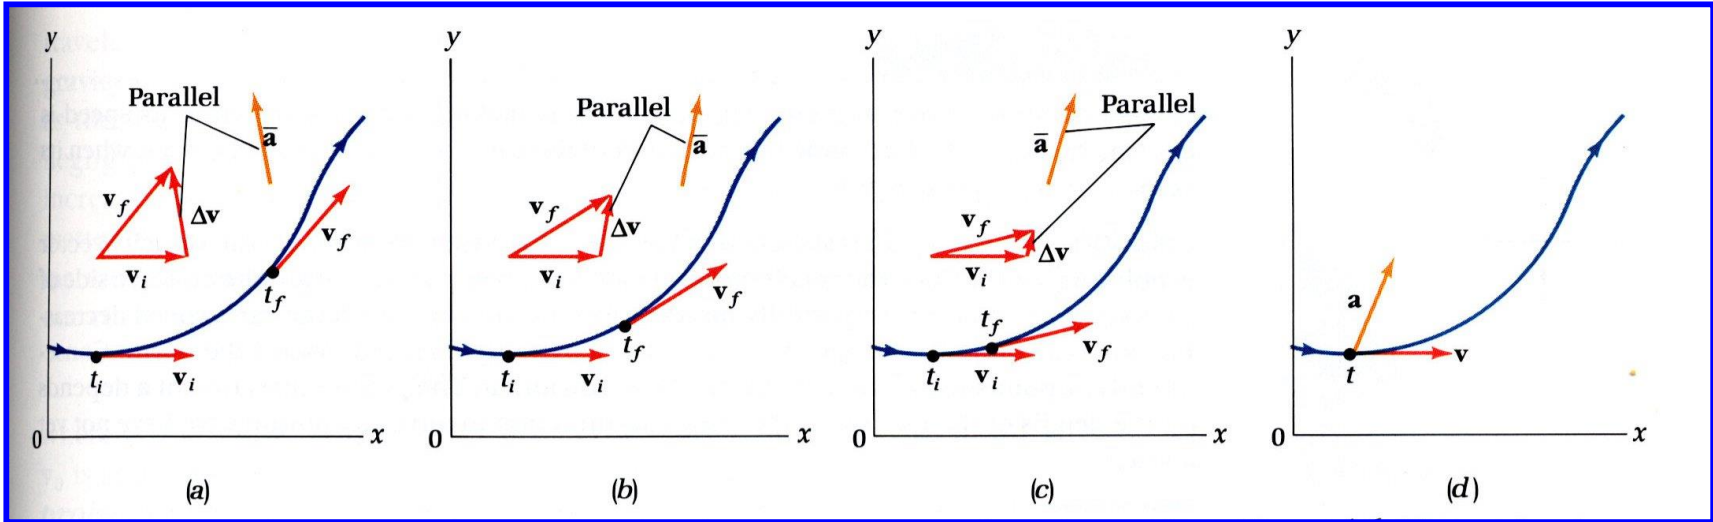 y
Parallel
a̅
v_f
Δv
v_i
v_f
t_f
t_i
v_i
0
x
(a)
y
Parallel
a̅
v_f
Δv
v_i
v_f
t_f
t_i
v_i
0
x
(b)
y
Parallel
a̅
v_f
Δv
v_i
t_f
v_f
t_i
v_i
0
x
(c)
y
a
v
t
0
x
(d)